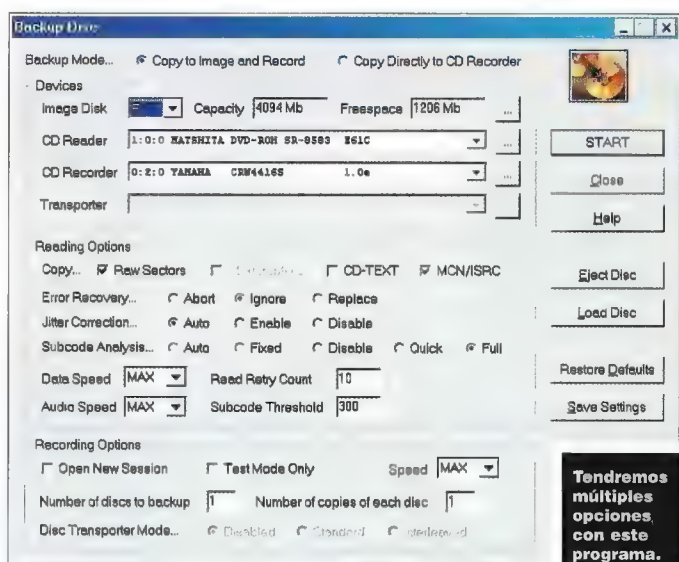 Backup Disc
Backup Mode... Copy to Image and Record Copy Directly to CD Recorder
Devices
Image Disk Capacity 4094 Mb Freespace 1206 Mb ...
CD Reader 1:0:0 MATSHITA DVD-ROM SR-8583 E61C ...
CD Recorder 0:2:0 YAMAHA CRW4416S 1.0e ...
Transporter
START
Close
Help
Reading Options
Copy... Raw Sectors CD-TEXT MCN/ISRC
Error Recovery... Abort Ignore Replace
Jitter Correction... Auto Enable Disable
Subcode Analysis... Auto Fixed Disable Quick Full
Data Speed MAX Read Retry Count 10
Audio Speed MAX Subcode Threshold 300
Eject Disc
Load Disc
Restore Defaults
Save Settings
Recording Options
Open New Session Test Mode Only Speed MAX
Number of discs to backup 1 Number of copies of each disc 1
Disc Transporter Mode... Disabled Standard Interleaved
Tendremos
múltiples
opciones
con este
programa.